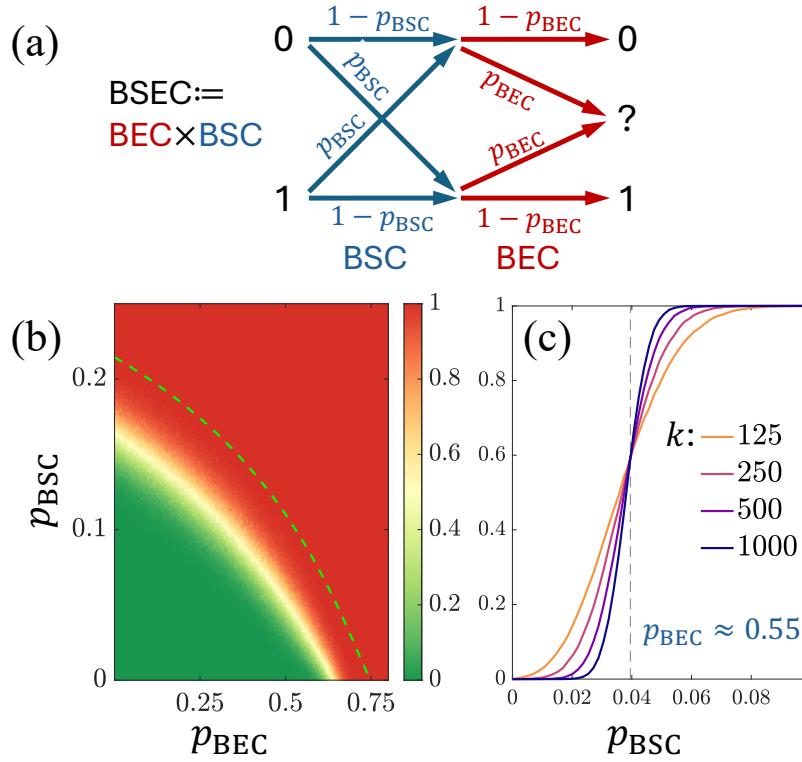 (a)
BSEC:=
BEC×BSC
0 1 − p_BSC 1 − p_BEC 0
p_BSC p_BEC
?
p_BSC p_BEC
1 1 − p_BSC 1 − p_BEC 1
BSC BEC
(b)
0.2
0.1
0
p_BSC
0.25 0.5 0.75
p_BEC
1
0.8
0.6
0.4
0.2
0
(c)
1
0.8
0.6
0.4
0.2
0
k: 125
250
500
1000
p_BEC ≈ 0.55
0 0.02 0.04 0.06 0.08
p_BSC